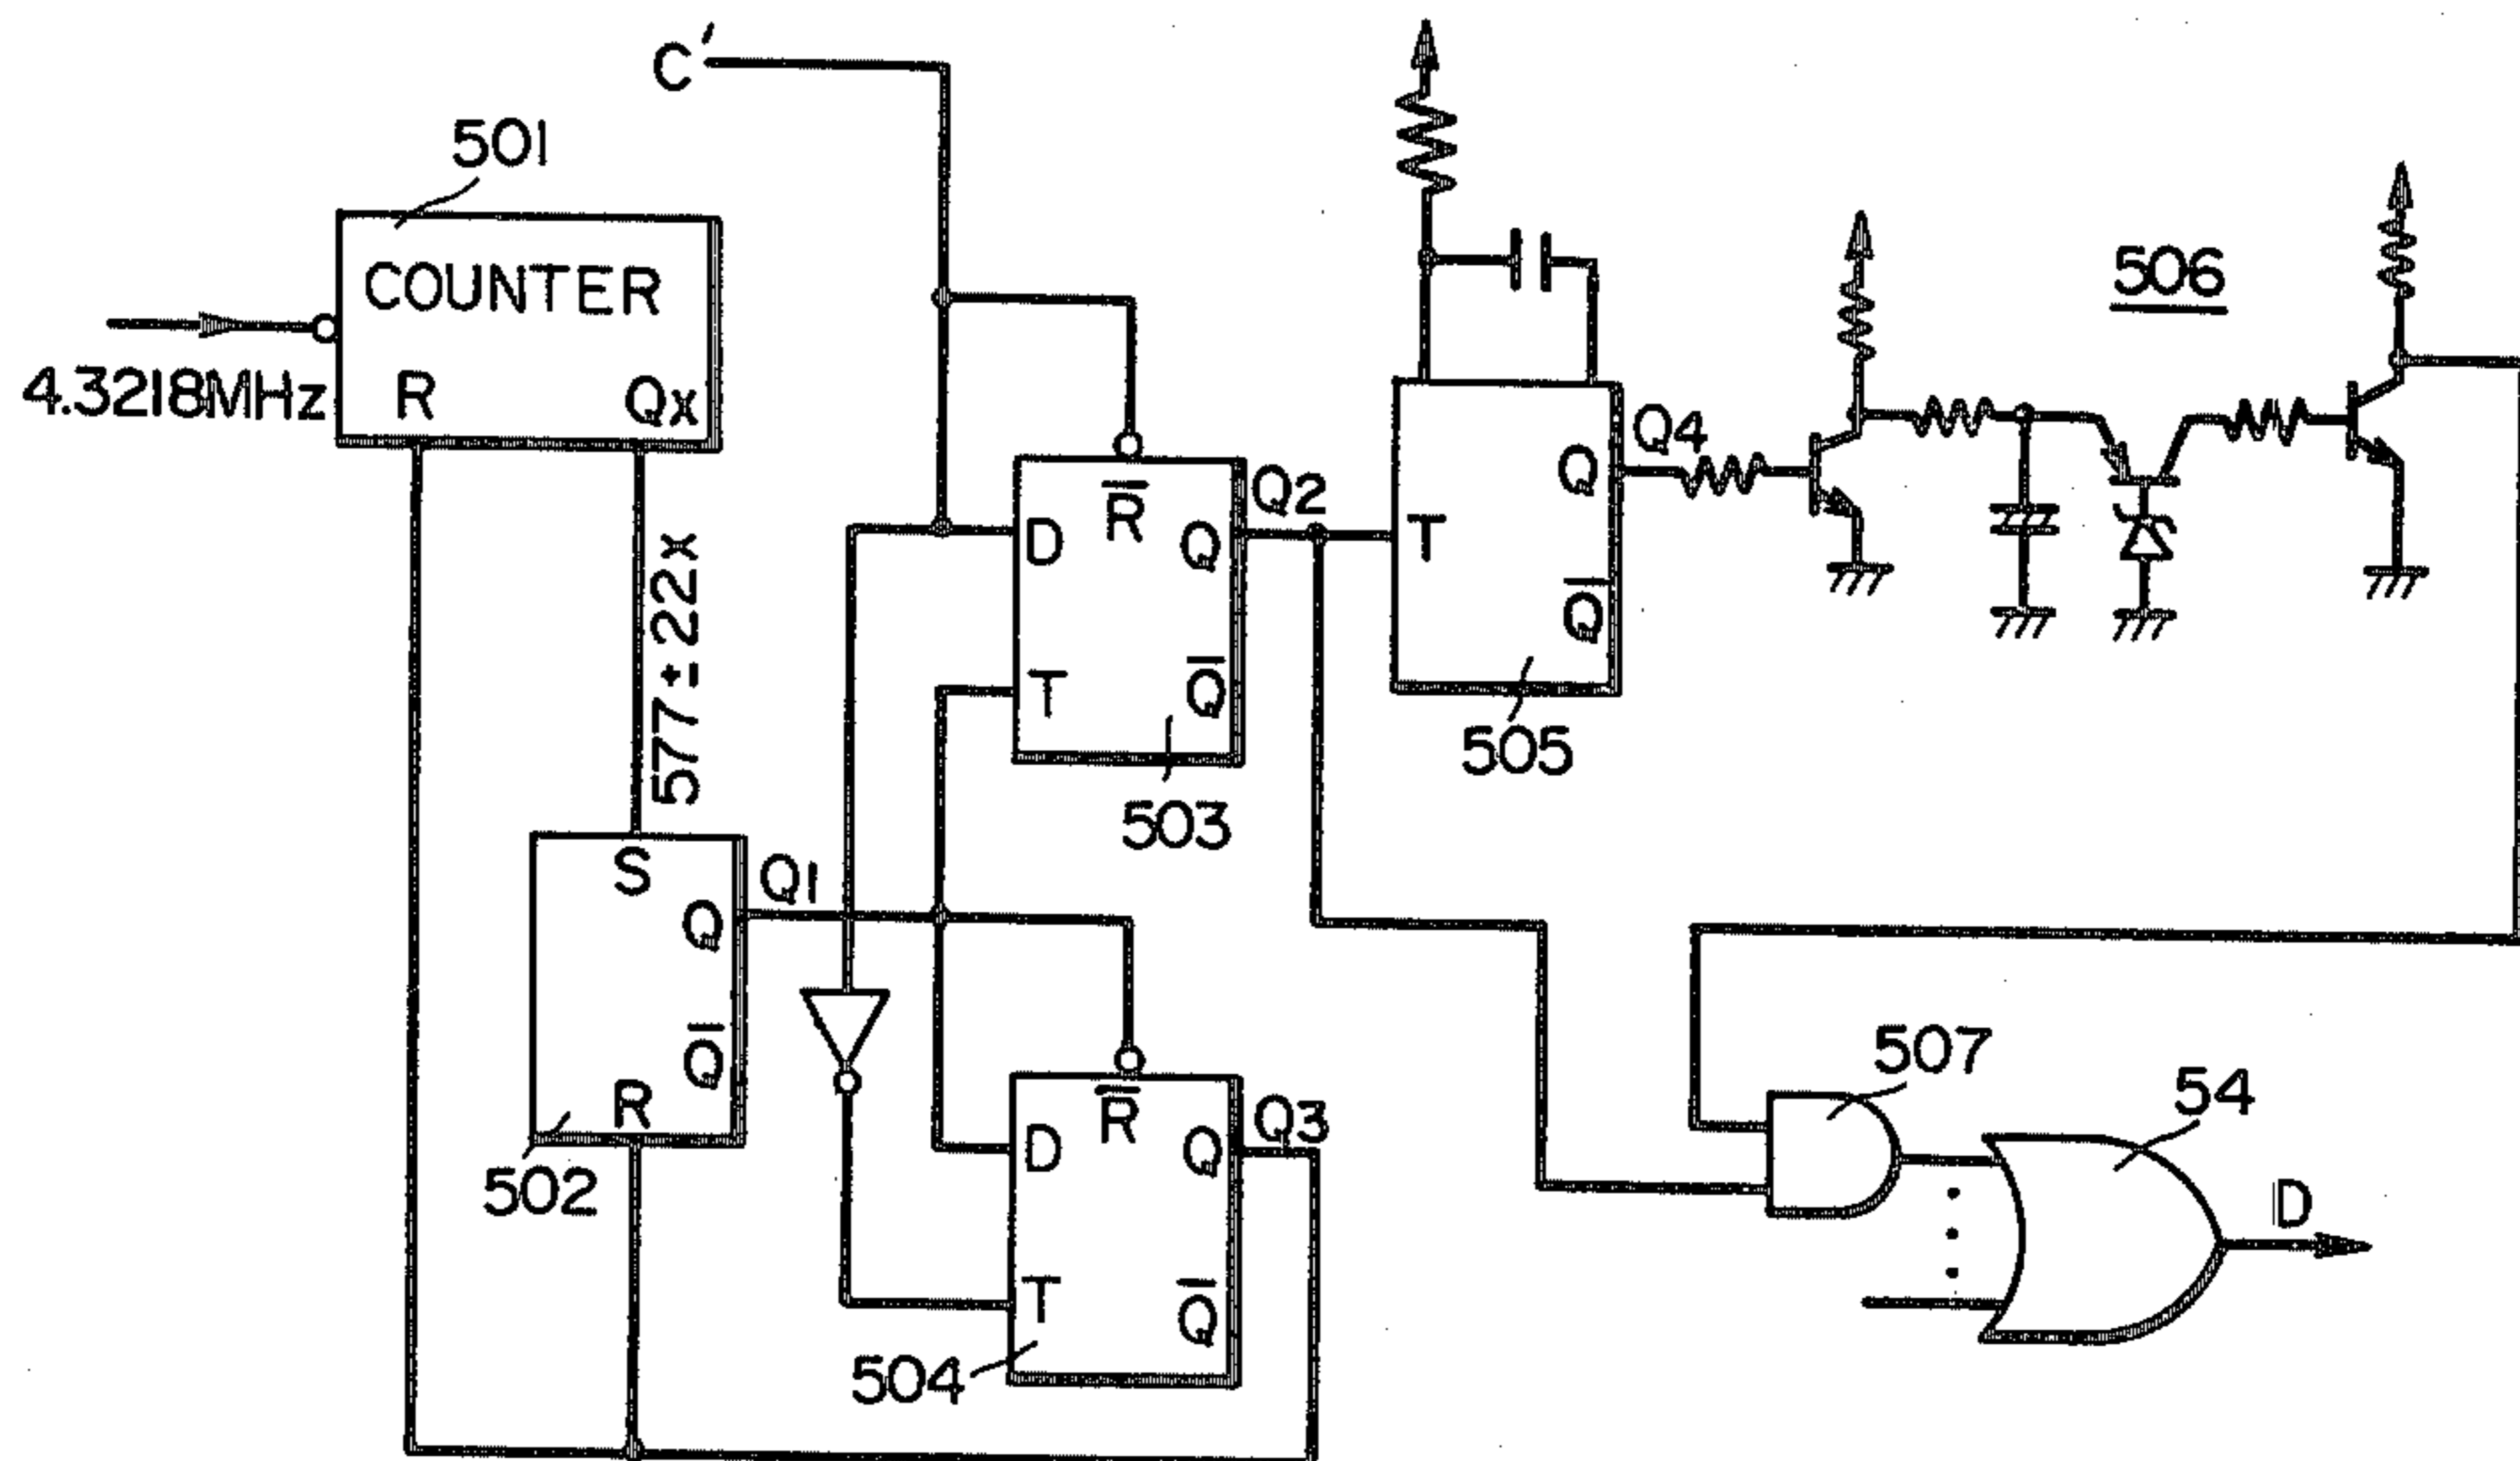 C'
501
COUNTER
4.3218MHz
R
Qx
506
577±22x
D
R̅
Q
Q2
T
Q̅
503
T
Q
Q4
Q̅
505
S
Q
Q1
Q̅
R
502
D
R̅
Q
Q3
T
Q̅
504
507
54
D